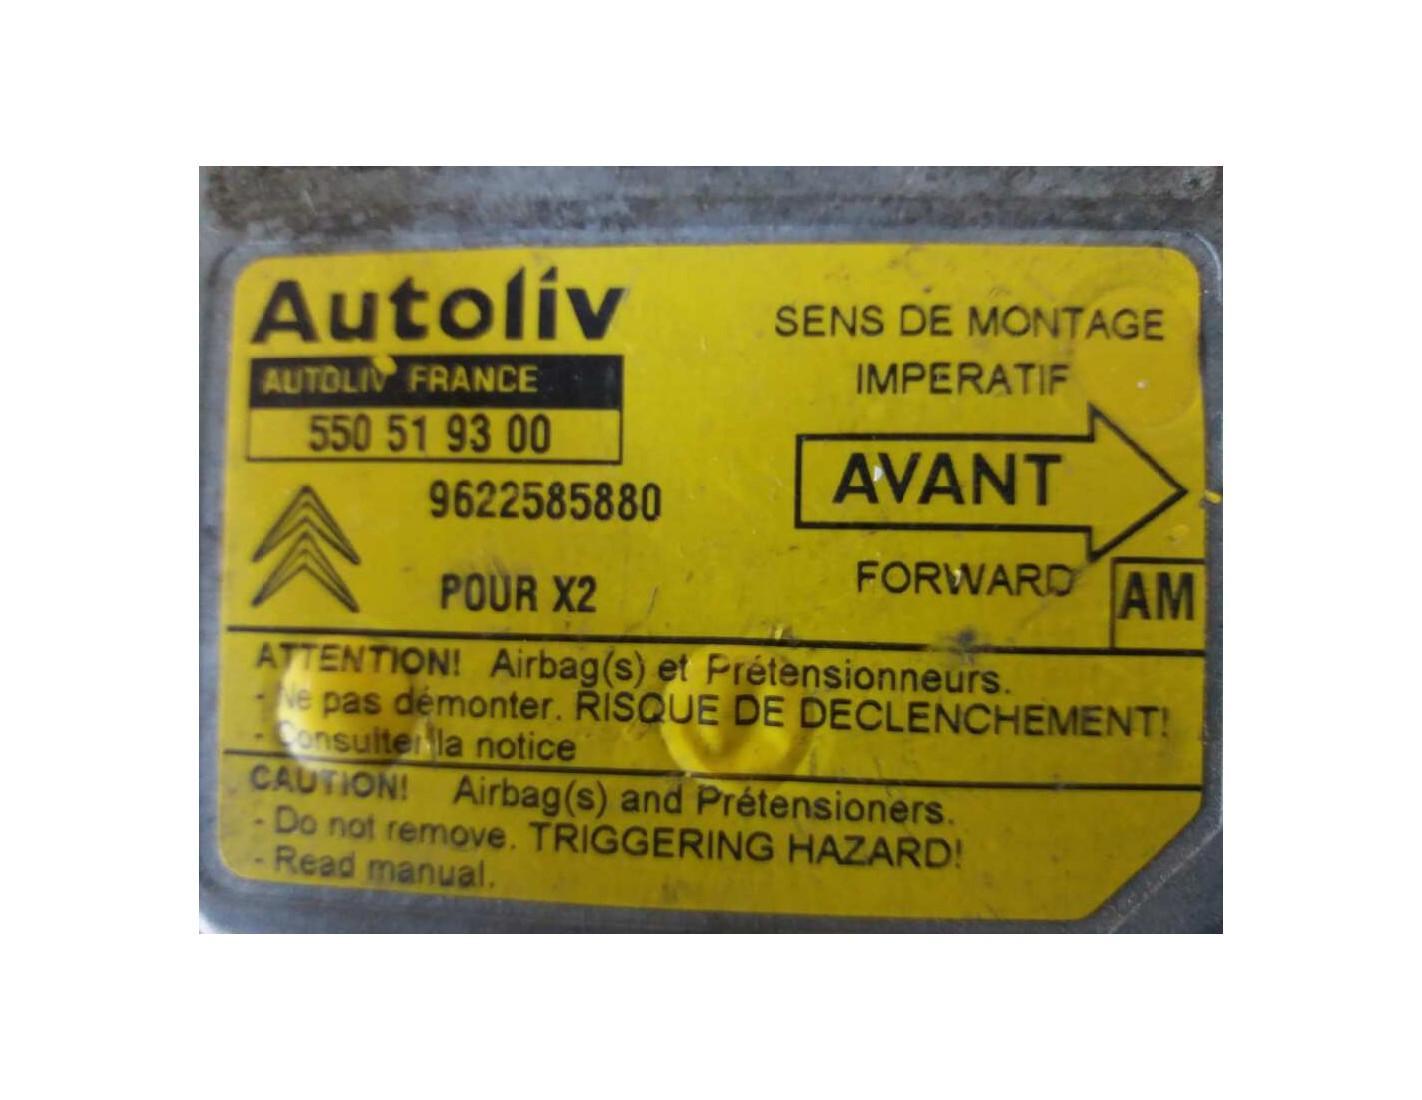 Autoliv
AUTOLIV FRANCE
550 51 93 00
9622585880
POUR X2
SENS DE MONTAGE
IMPERATIF
AVANT
FORWARD
AM
ATTENTION! Airbag(s) et Prétensionneurs.
- Ne pas démonter. RISQUE DE DECLENCHEMENT!
- Consulter la notice
CAUTION! Airbag(s) and Prétensioners.
- Do not remove. TRIGGERING HAZARD!
- Read manual.